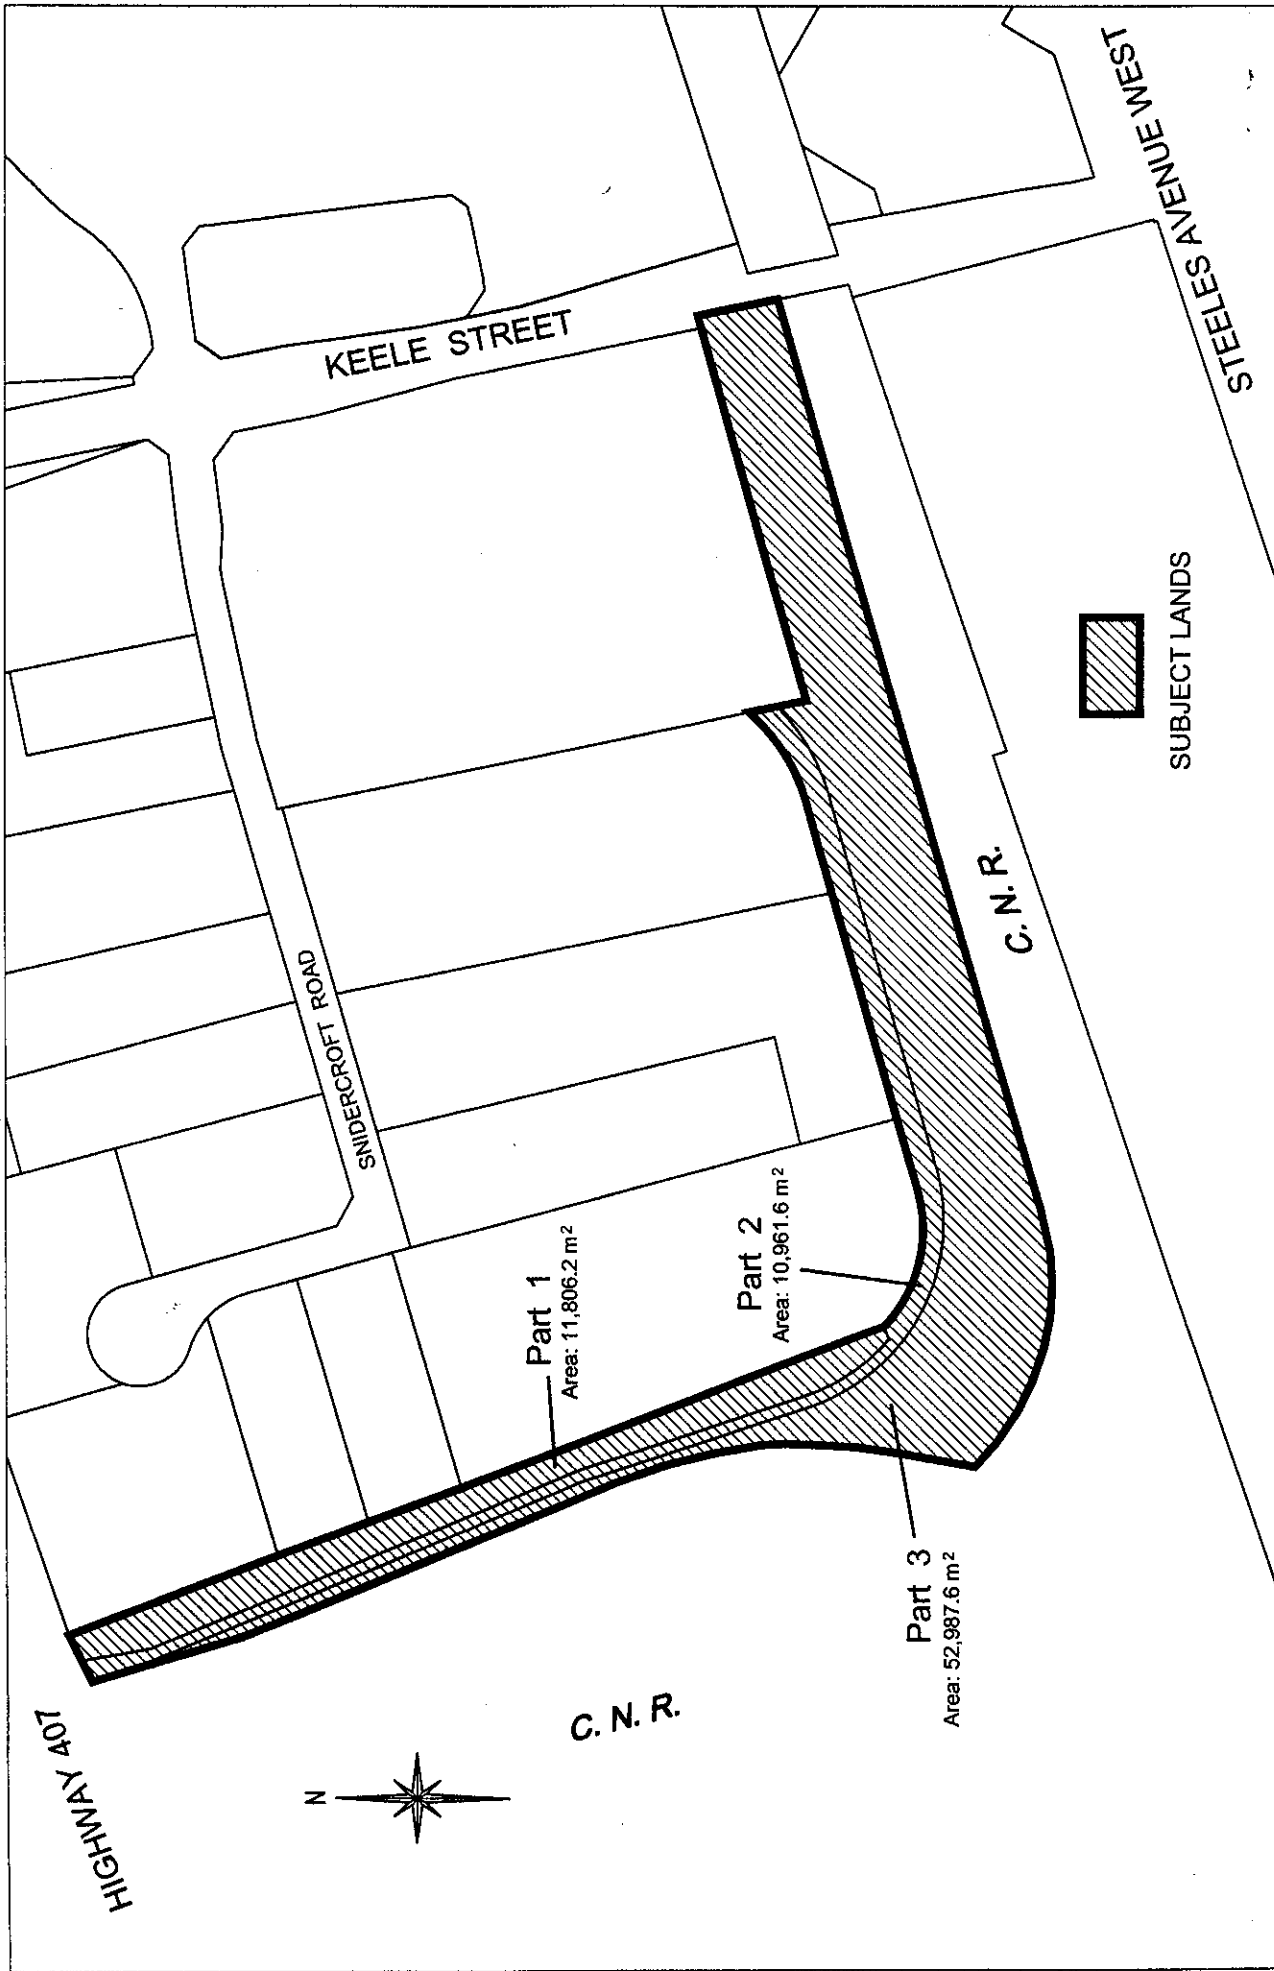 HIGHWAY 407
N
C. N. R.
Part 3
Area: 52,987.6 m²
Part 1
Area: 11,806.2 m²
Part 2
Area: 10,961.6 m²
SNIDERCROFT ROAD
KEELE STREET
C. N. R.
STEELES AVENUE WEST
SUBJECT LANDS